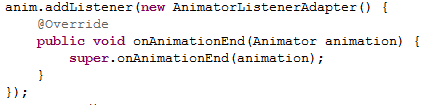 anim.addListener(new AnimatorListenerAdapter() {
    @Override
    public void onAnimationEnd(Animator animation) {
        super.onAnimationEnd(animation);
    }
});